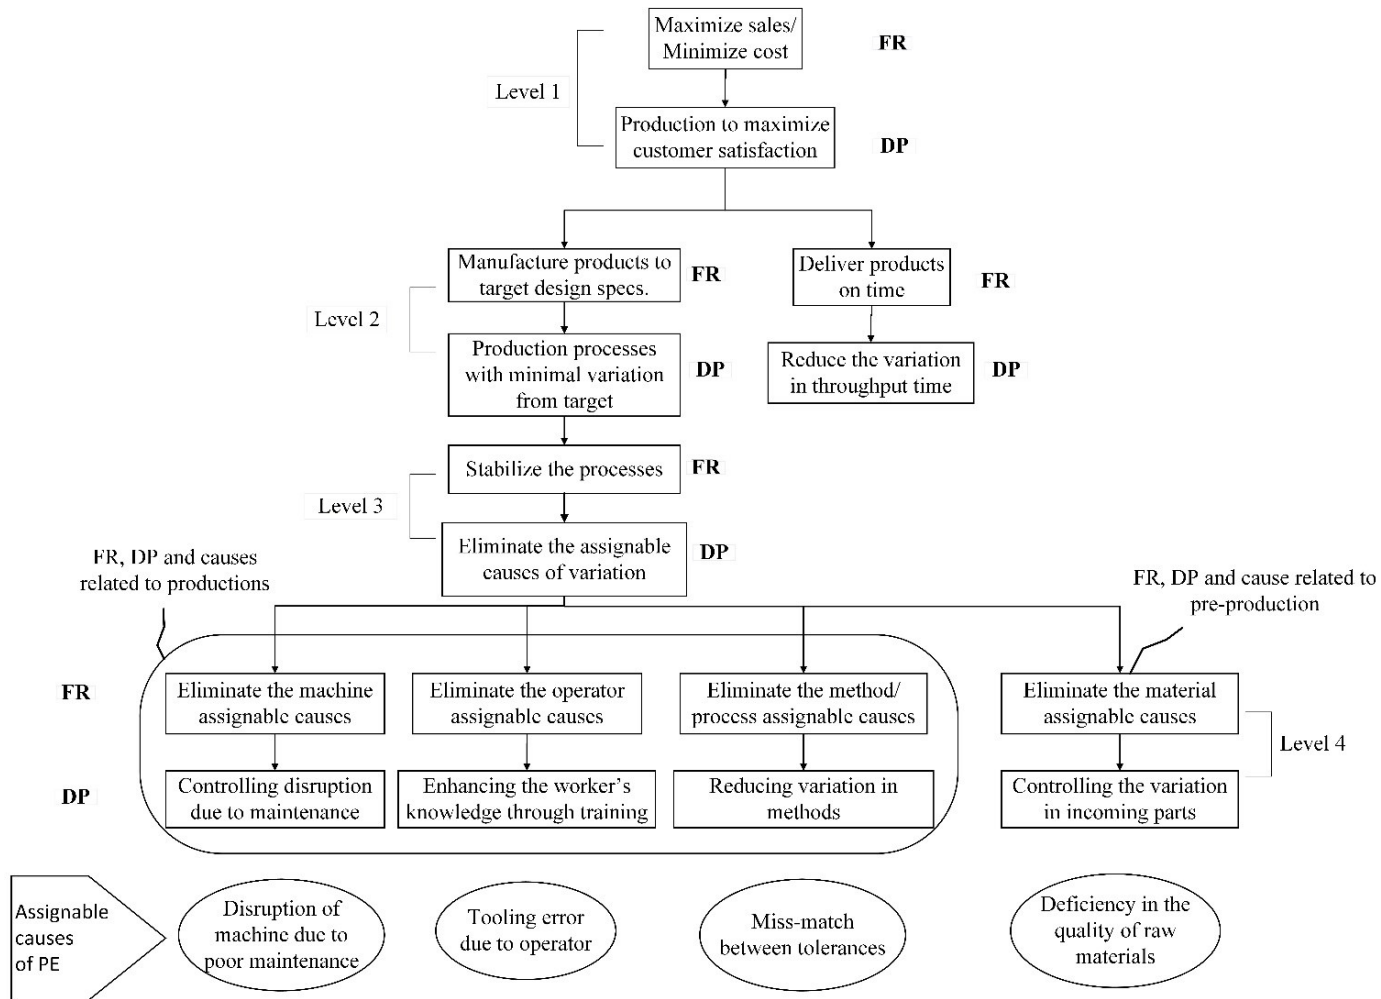 Maximize sales/
Minimize cost
FR
Level 1
Production to maximize
customer satisfaction
DP
Manufacture products to
target design specs.
FR
Deliver products
on time
FR
Level 2
Production processes
with minimal variation
from target
DP
Reduce the variation
in throughput time
DP
Stabilize the processes
FR
Level 3
Eliminate the assignable
causes of variation
DP
FR, DP and causes
related to productions
FR, DP and cause related to
pre-production
FR
Eliminate the machine
assignable causes
Eliminate the operator
assignable causes
Eliminate the method/
process assignable causes
Eliminate the material
assignable causes
Level 4
DP
Controlling disruption
due to maintenance
Enhancing the worker's
knowledge through training
Reducing variation in
methods
Controlling the variation
in incoming parts
Assignable
causes
of PE
Disruption of
machine due to
poor maintenance
Tooling error
due to operator
Miss-match
between tolerances
Deficiency in the
quality of raw
materials